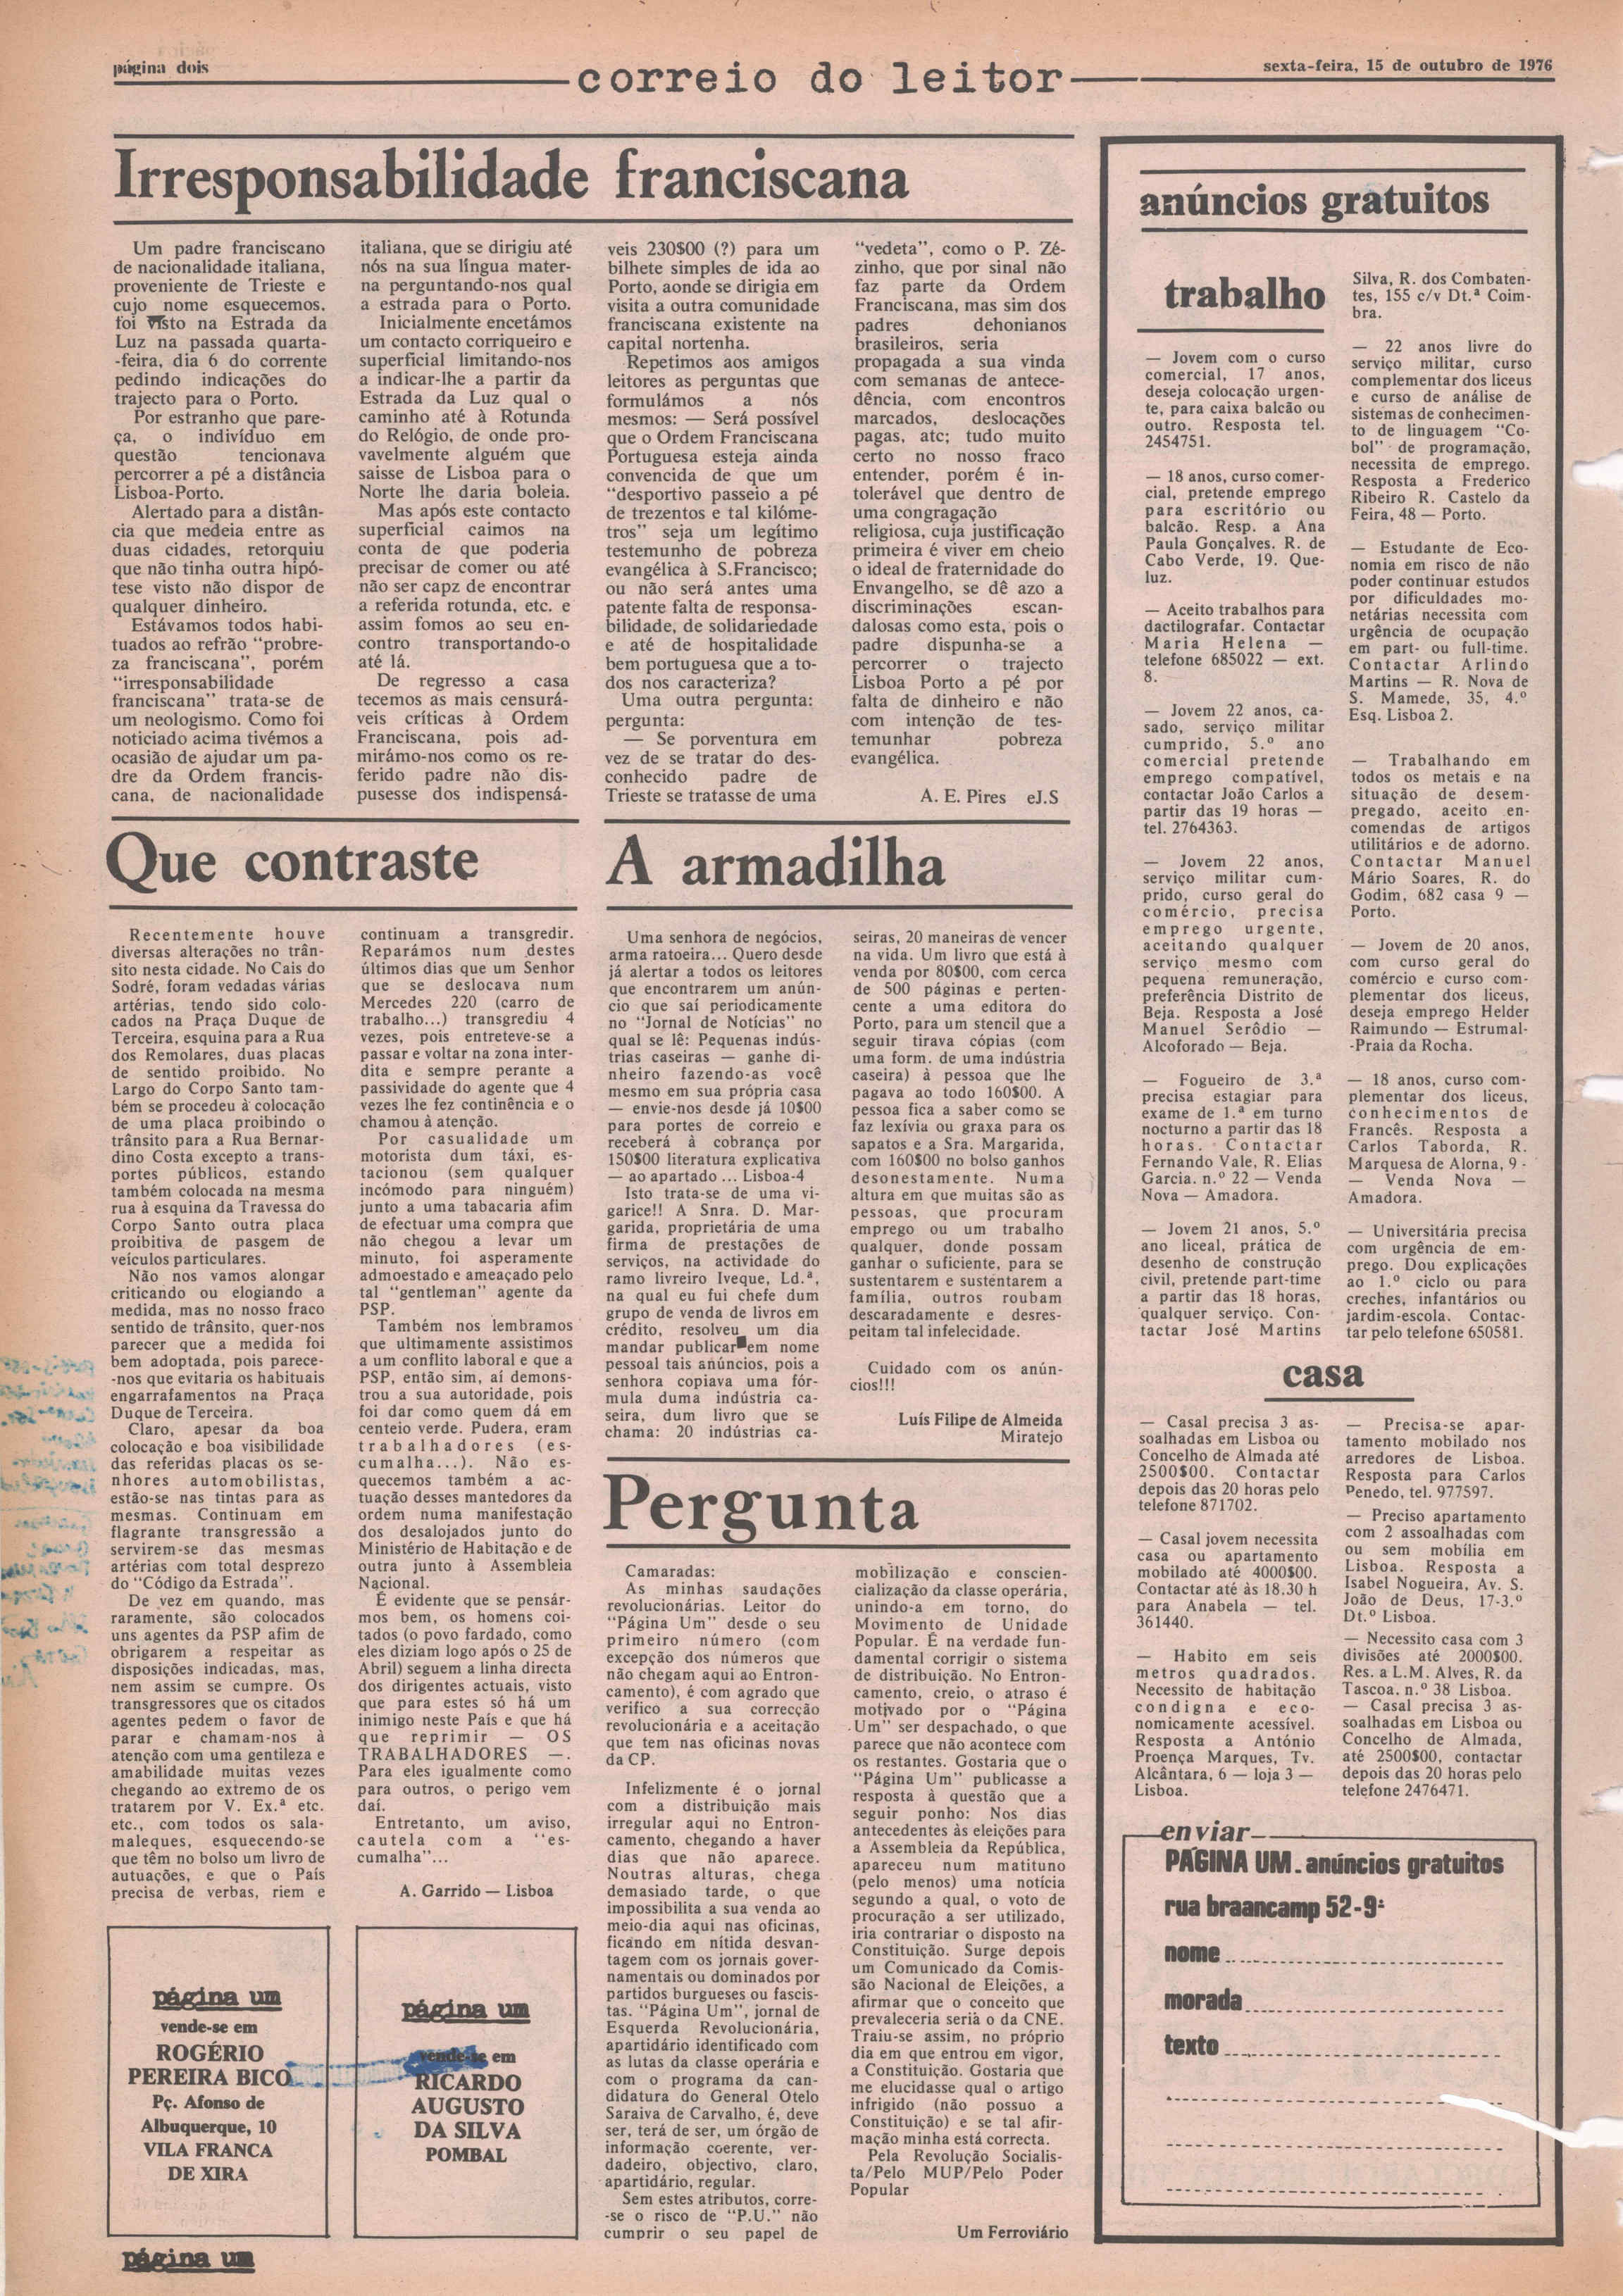 página dois
correio do leitor
sexta-feira, 15 de outubro de 1976
Irresponsabilidade franciscana
Um padre franciscano
de nacionalidade italiana,
proveniente de Trieste e
cujo nome esquecemos,
foi visto na Estrada da
Luz na passada quarta-
-feira, dia 6 do corrente
pedindo indicações do
trajecto para o Porto.
Por estranho que pare-
ça, o indivíduo em
questão tencionava
percorrer a pé a distância
Lisboa-Porto.
Alertado para a distân-
cia que medeia entre as
duas cidades, retorquiu
que não tinha outra hipó-
tese visto não dispor de
qualquer dinheiro.
Estávamos todos habi-
tuados ao refrão "probre-
za franciscana", porém
"irresponsabilidade
franciscana" trata-se de
um neologismo. Como foi
noticiado acima tivémos a
ocasião de ajudar um pa-
dre da Ordem francis-
cana, de nacionalidade
italiana, que se dirigiu até
nós na sua língua mater-
na perguntando-nos qual
a estrada para o Porto.
Inicialmente encetámos
um contacto corriqueiro e
superficial limitando-nos
a indicar-lhe a partir da
Estrada da Luz qual o
caminho até à Rotunda
do Relógio, de onde pro-
vavelmente alguém que
saisse de Lisboa para o
Norte lhe daria boleia.
Mas após este contacto
superficial caimos na
conta de que poderia
precisar de comer ou até
não ser capz de encontrar
a referida rotunda, etc. e
assim fomos ao seu en-
contro transportando-o
até lá.
De regresso a casa
tecemos as mais censurá-
veis críticas à Ordem
Franciscana, pois ad-
mirámo-nos como os re-
ferido padre não dis-
pusesse dos indispensá-
veis 230$00 (?) para um
bilhete simples de ida ao
Porto, aonde se dirigia em
visita a outra comunidade
franciscana existente na
capital nortenha.
Repetimos aos amigos
leitores as perguntas que
formulámos a nós
mesmos: — Será possível
que o Ordem Franciscana
Portuguesa esteja ainda
convencida de que um
"desportivo passeio a pé
de trezentos e tal kilóme-
tros" seja um legítimo
testemunho de pobreza
evangélica à S.Francisco;
ou não será antes uma
patente falta de responsa-
bilidade, de solidariedade
e até de hospitalidade
bem portuguesa que a to-
dos nos caracteriza?
Uma outra pergunta:
pergunta:
— Se porventura em
vez de se tratar do des-
conhecido padre de
Trieste se tratasse de uma
"vedeta", como o P. Zé-
zinho, que por sinal não
faz parte da Ordem
Franciscana, mas sim dos
padres dehonianos
brasileiros, seria
propagada a sua vinda
com semanas de antece-
dência, com encontros
marcados, deslocações
pagas, atc; tudo muito
certo no nosso fraco
entender, porém é in-
tolerável que dentro de
uma congragação
religiosa, cuja justificação
primeira é viver em cheio
o ideal de fraternidade do
Envangelho, se dê azo a
discriminações escan-
dalosas como esta, pois o
padre dispunha-se a
percorrer o trajecto
Lisboa Porto a pé por
falta de dinheiro e não
com intenção de tes-
temunhar pobreza
evangélica.
A. E. Pires eJ.S
Que contraste
Recentemente houve
diversas alterações no trân-
sito nesta cidade. No Cais do
Sodré, foram vedadas várias
artérias, tendo sido colo-
cados na Praça Duque de
Terceira, esquina para a Rua
dos Remolares, duas placas
de sentido proibido. No
Largo do Corpo Santo tam-
bém se procedeu à colocação
de uma placa proibindo o
trânsito para a Rua Bernar-
dino Costa excepto a trans-
portes públicos, estando
também colocada na mesma
rua à esquina da Travessa do
Corpo Santo outra placa
proibitiva de pasgem de
veículos particulares.
Não nos vamos alongar
criticando ou elogiando a
medida, mas no nosso fraco
sentido de trânsito, quer-nos
parecer que a medida foi
bem adoptada, pois parece-
-nos que evitaria os habituais
engarrafamentos na Praça
Duque de Terceira.
Claro, apesar da boa
colocação e boa visibilidade
das referidas placas os se-
nhores automobilistas,
estão-se nas tintas para as
mesmas. Continuam em
flagrante transgressão a
servirem-se das mesmas
artérias com total desprezo
do "Código da Estrada".
De vez em quando, mas
raramente, são colocados
uns agentes da PSP afim de
obrigarem a respeitar as
disposições indicadas, mas,
nem assim se cumpre. Os
transgressores que os citados
agentes pedem o favor de
parar e chamam-nos à
atenção com uma gentileza e
amabilidade muitas vezes
chegando ao extremo de os
tratarem por V. Ex.ª etc.
etc., com todos os sala-
maleques, esquecendo-se
que têm no bolso um livro de
autuações, e que o País
precisa de verbas, riem e
continuam a transgredir.
Reparámos num destes
últimos dias que um Senhor
que se deslocava num
Mercedes 220 (carro de
trabalho...) transgrediu 4
vezes, pois entreteve-se a
passar e voltar na zona inter-
dita e sempre perante a
passividade do agente que 4
vezes lhe fez continência e o
chamou à atenção.
Por casualidade um
motorista dum táxi, es-
tacionou (sem qualquer
incómodo para ninguém)
junto a uma tabacaria afim
de efectuar uma compra que
não chegou a levar um
minuto, foi asperamente
admoestado e ameaçado pelo
tal "gentleman" agente da
PSP.
Também nos lembramos
que ultimamente assistimos
a um conflito laboral e que a
PSP, então sim, aí demons-
trou a sua autoridade, pois
foi dar como quem dá em
centeio verde. Pudera, eram
trabalhadores (es-
cumalha...). Não es-
quecemos também a ac-
tuação desses mantedores da
ordem numa manifestação
dos desalojados junto do
Ministério de Habitação e de
outra junto à Assembleia
Nacional.
É evidente que se pensár-
mos bem, os homens coi-
tados (o povo fardado, como
eles diziam logo após o 25 de
Abril) seguem a linha directa
dos dirigentes actuais, visto
que para estes só há um
inimigo neste País e que há
que reprimir — OS
TRABALHADORES —.
Para eles igualmente como
para outros, o perigo vem
daí.
Entretanto, um aviso,
cautela com a "es-
cumalha"...
A. Garrido — Lisboa
A armadilha
Uma senhora de negócios,
arma ratoeira... Quero desde
já alertar a todos os leitores
que encontrarem um anún-
cio que saí periodicamente
no "Jornal de Notícias" no
qual se lê: Pequenas indús-
trias caseiras — ganhe di-
nheiro fazendo-as você
mesmo em sua própria casa
— envie-nos desde já 10$00
para portes de correio e
receberá à cobrança por
150$00 literatura explicativa
— ao apartado ... Lisboa-4
Isto trata-se de uma vi-
garice!! A Snra. D. Mar-
garida, proprietária de uma
firma de prestações de
serviços, na actividade do
ramo livreiro Iveque, Ld.ª,
na qual eu fui chefe dum
grupo de venda de livros em
crédito, resolveu um dia
mandar publicar em nome
pessoal tais anúncios, pois a
senhora copiava uma fór-
mula duma indústria ca-
seira, dum livro que se
chama: 20 indústrias ca-
seiras, 20 maneiras de vencer
na vida. Um livro que está à
venda por 80$00, com cerca
de 500 páginas e perten-
cente a uma editora do
Porto, para um stencil que a
seguir tirava cópias (com
uma form. de uma indústria
caseira) à pessoa que lhe
pagava ao todo 160$00. A
pessoa fica a saber como se
faz lexívia ou graxa para os
sapatos e a Sra. Margarida,
com 160$00 no bolso ganhos
desonestamente. Numa
altura em que muitas são as
pessoas, que procuram
emprego ou um trabalho
qualquer, donde possam
ganhar o suficiente, para se
sustentarem e sustentarem a
família, outros roubam
descaradamente e desres-
peitam tal infelecidade.
Cuidado com os anún-
cios!!!
Luís Filipe de Almeida
Miratejo
Pergunta
Camaradas:
As minhas saudações
revolucionárias. Leitor do
"Página Um" desde o seu
primeiro número (com
excepção dos números que
não chegam aqui ao Entron-
camento), é com agrado que
verifico a sua correcção
revolucionária e a aceitação
que tem nas oficinas novas
da CP.
Infelizmente é o jornal
com a distribuição mais
irregular aqui no Entron-
camento, chegando a haver
dias que não aparece.
Noutras alturas, chega
demasiado tarde, o que
impossibilita a sua venda ao
meio-dia aqui nas oficinas,
ficando em nítida desvan-
tagem com os jornais gover-
namentais ou dominados por
partidos burgueses ou fascis-
tas. "Página Um", jornal de
Esquerda Revolucionária,
apartidário identificado com
as lutas da classe operária e
com o programa da can-
didatura do General Otelo
Saraiva de Carvalho, é, deve
ser, terá de ser, um órgão de
informação coerente, ver-
dadeiro, objectivo, claro,
apartidário, regular.
Sem estes atributos, corre-
-se o risco de "P.U." não
cumprir o seu papel de
mobilização e conscien-
cialização da classe operária,
unindo-a em torno, do
Movimento de Unidade
Popular. É na verdade fun-
damental corrigir o sistema
de distribuição. No Entron-
camento, creio, o atraso é
motivado por o "Página
Um" ser despachado, o que
parece que não acontece com
os restantes. Gostaria que o
"Página Um" publicasse a
resposta à questão que a
seguir ponho: Nos dias
antecedentes às eleições para
a Assembleia da República,
apareceu num matituno
(pelo menos) uma notícia
segundo a qual, o voto de
procuração a ser utilizado,
iria contrariar o disposto na
Constituição. Surge depois
um Comunicado da Comis-
são Nacional de Eleições, a
afirmar que o conceito que
prevaleceria seria o da CNE.
Traiu-se assim, no próprio
dia em que entrou em vigor,
a Constituição. Gostaria que
me elucidasse qual o artigo
infrigido (não possuo a
Constituição) e se tal afir-
mação minha está correcta.
Pela Revolução Socialis-
ta/Pelo MUP/Pelo Poder
Popular
Um Ferroviário
anúncios gratuitos
trabalho
— Jovem com o curso
comercial, 17 anos,
deseja colocação urgen-
te, para caixa balcão ou
outro. Resposta tel.
2454751.
— 18 anos, curso comer-
cial, pretende emprego
para escritório ou
balcão. Resp. a Ana
Paula Gonçalves. R. de
Cabo Verde, 19. Que-
luz.
— Aceito trabalhos para
dactilografar. Contactar
Maria Helena —
telefone 685022 — ext.
8.
— Jovem 22 anos, ca-
sado, serviço militar
cumprido, 5.º ano
comercial pretende
emprego compatível,
contactar João Carlos a
partir das 19 horas —
tel. 2764363.
— Jovem 22 anos,
serviço militar cum-
prido, curso geral do
comércio, precisa
emprego urgente,
aceitando qualquer
serviço mesmo com
pequena remuneração,
preferência Distrito de
Beja. Resposta a José
Manuel Serôdio —
Alcoforado — Beja.
— Fogueiro de 3.ª
precisa estagiar para
exame de 1.ª em turno
nocturno a partir das 18
horas. Contactar
Fernando Vale, R. Elias
Garcia. n.º 22 — Venda
Nova — Amadora.
— Jovem 21 anos, 5.º
ano liceal, prática de
desenho de construção
civil, pretende part-time
a partir das 18 horas,
qualquer serviço. Con-
tactar José Martins
Silva, R. dos Combaten-
tes, 155 c/v Dt.ª Coim-
bra.
— 22 anos livre do
serviço militar, curso
complementar dos liceus
e curso de análise de
sistemas de conhecimen-
to de linguagem "Co-
bol" de programação,
necessita de emprego.
Resposta a Frederico
Ribeiro R. Castelo da
Feira, 48 — Porto.
— Estudante de Eco-
nomia em risco de não
poder continuar estudos
por dificuldades mo-
netárias necessita com
urgência de ocupação
em part- ou full-time.
Contactar Arlindo
Martins — R. Nova de
S. Mamede, 35, 4.º
Esq. Lisboa 2.
— Trabalhando em
todos os metais e na
situação de desem-
pregado, aceito en-
comendas de artigos
utilitários e de adorno.
Contactar Manuel
Mário Soares, R. do
Godim, 682 casa 9 —
Porto.
— Jovem de 20 anos,
com curso geral do
comércio e curso com-
plementar dos liceus,
deseja emprego Helder
Raimundo — Estrumal-
-Praia da Rocha.
— 18 anos, curso com-
plementar dos liceus,
conhecimentos de
Francês. Resposta a
Carlos Taborda, R.
Marquesa de Alorna, 9 -
— Venda Nova —
Amadora.
— Universitária precisa
com urgência de em-
prego. Dou explicações
ao 1.º ciclo ou para
creches, infantários ou
jardim-escola. Contac-
tar pelo telefone 650581.
casa
— Casal precisa 3 as-
soalhadas em Lisboa ou
Concelho de Almada até
2500$00. Contactar
depois das 20 horas pelo
telefone 871702.
— Casal jovem necessita
casa ou apartamento
mobilado até 4000$00.
Contactar até às 18.30 h
para Anabela — tel.
361440.
— Habito em seis
metros quadrados.
Necessito de habitação
condigna e eco-
nomicamente acessível.
Resposta a António
Proença Marques, Tv.
Alcântara, 6 — loja 3 —
Lisboa.
— Precisa-se apar-
tamento mobilado nos
arredores de Lisboa.
Resposta para Carlos
Penedo, tel. 977597.
— Preciso apartamento
com 2 assoalhadas com
ou sem mobília em
Lisboa. Resposta a
Isabel Nogueira, Av. S.
João de Deus, 17-3.º
Dt.º Lisboa.
— Necessito casa com 3
divisões até 2000$00.
Res. a L.M. Alves, R. da
Tascoa. n.º 38 Lisboa.
— Casal precisa 3 as-
soalhadas em Lisboa ou
Concelho de Almada,
até 2500$00, contactar
depois das 20 horas pelo
telefone 2476471.
enviar
PÁGINA UM - anúncios gratuitos
rua braancamp 52-9º
nome
morada
texto
página um
vende-se em
ROGÉRIO
PEREIRA BICO
Pç. Afonso de
Albuquerque, 10
VILA FRANCA
DE XIRA
página um
vende-se em
RICARDO
AUGUSTO
DA SILVA
POMBAL
página um